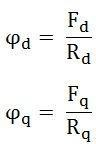 φd = Fd / Rd
φq = Fq / Rq